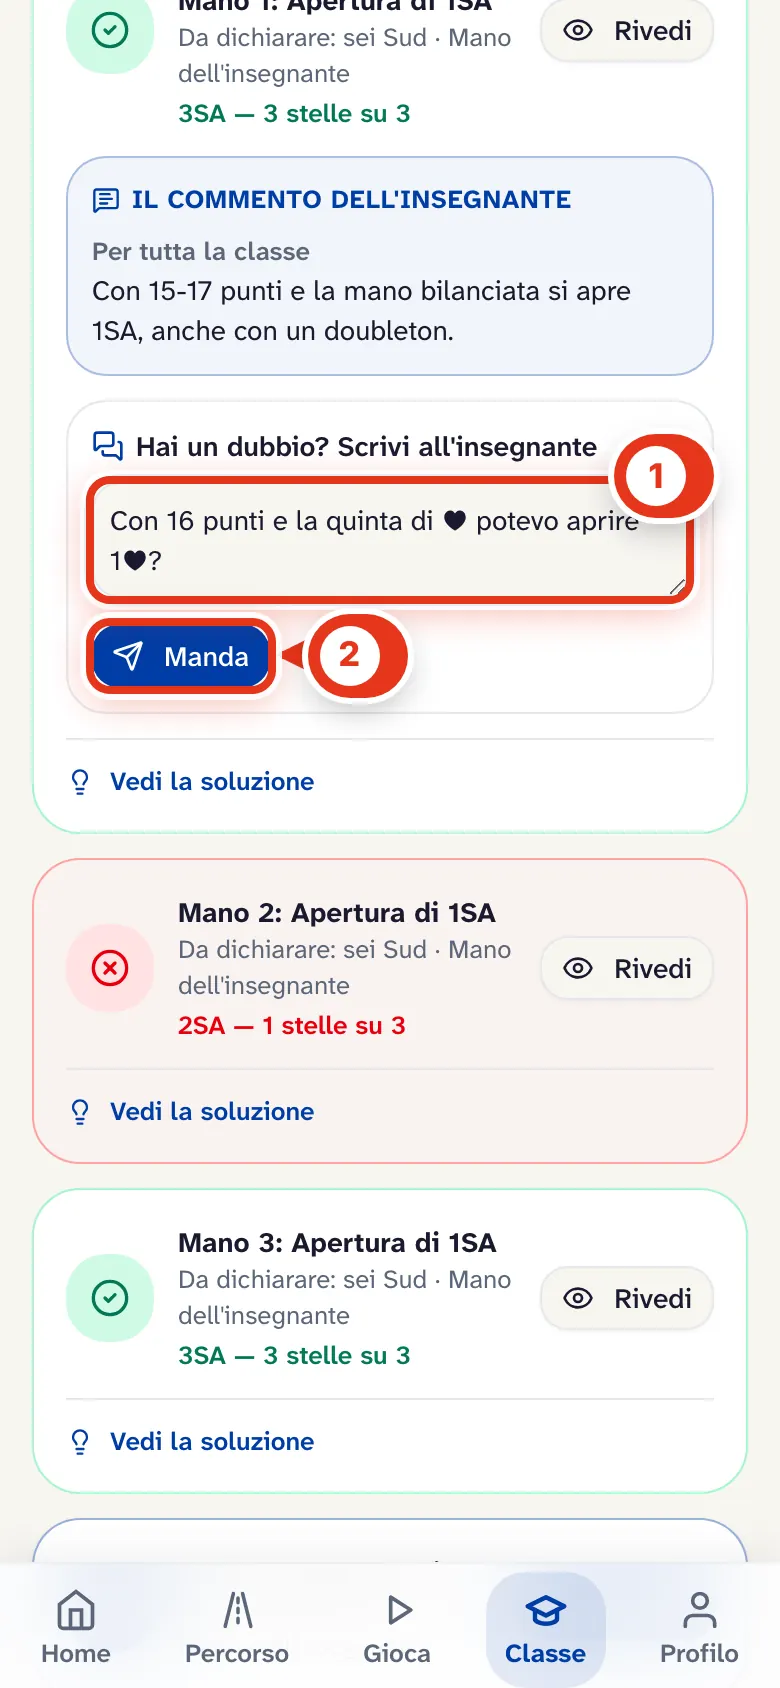 Mano 1: Apertura di 1SA
Da dichiarare: sei Sud · Mano
dell'insegnante
3SA — 3 stelle su 3
Rivedi
IL COMMENTO DELL'INSEGNANTE
Per tutta la classe
Con 15-17 punti e la mano bilanciata si apre
1SA, anche con un doubleton.
Hai un dubbio? Scrivi all'insegnante
1
Con 16 punti e la quinta di ♥ potevo aprire
1♥?
Manda
2
Vedi la soluzione
Mano 2: Apertura di 1SA
Da dichiarare: sei Sud · Mano
dell'insegnante
2SA — 1 stelle su 3
Rivedi
Vedi la soluzione
Mano 3: Apertura di 1SA
Da dichiarare: sei Sud · Mano
dell'insegnante
3SA — 3 stelle su 3
Rivedi
Vedi la soluzione
Home
Percorso
Gioca
Classe
Profilo